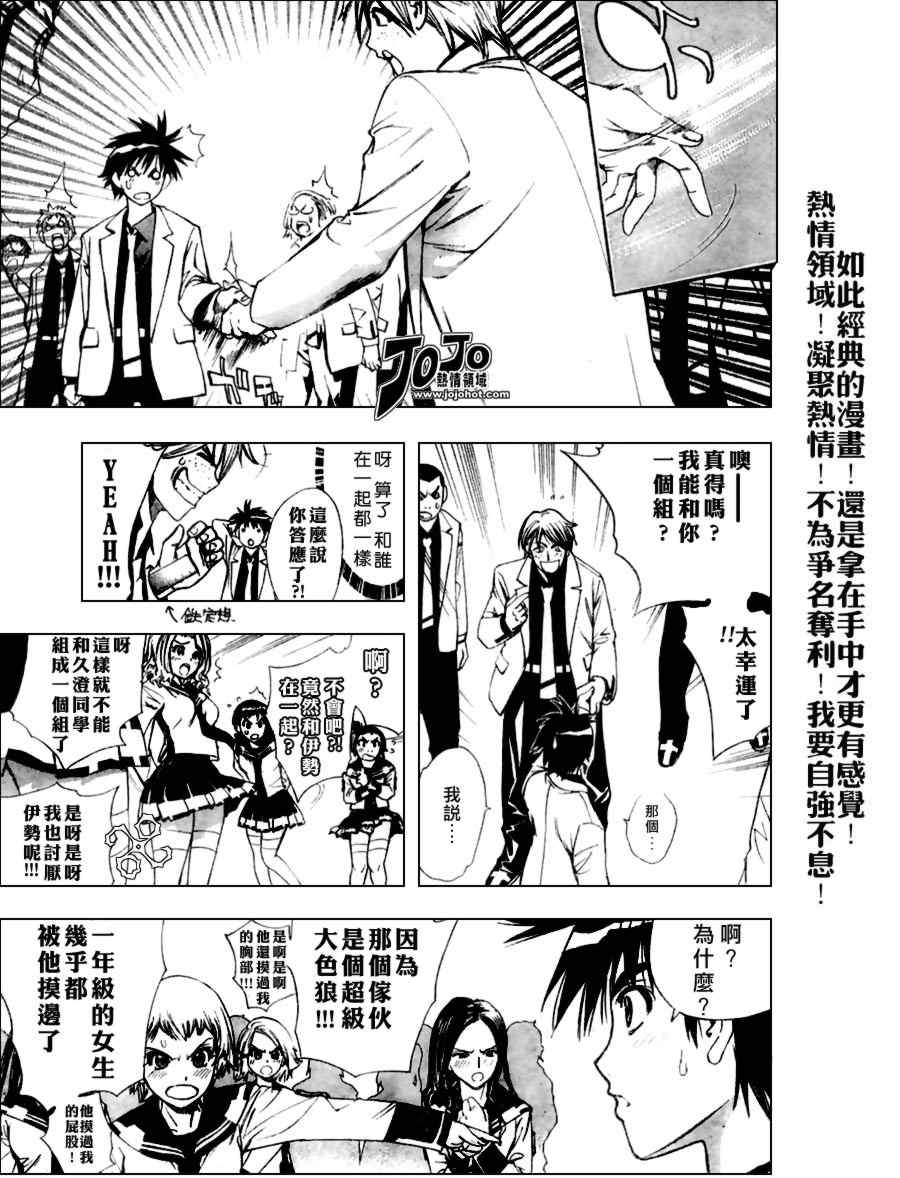 如此經典的漫畫！還是拿在手中才更有感覺！
熱情領域！凝聚熱情！不為爭名奪利！我要自強不息！
JOJO
熱情領域
www.jojohot.com
噢——
真得嗎？
我能和你
一個組？
太幸運了
!!
那個…
我説…
呀 算了 和誰
在一起都一樣
這麼說
你答應了?!
YEAH!!!
啊？
不會吧?!
竟然和伊勢
在一起？
呀
這樣就不能
和久澄同學
組成一個組了
是呀是呀
我也討厭
伊勢呢!!!
啊？
為什麼？
因為
那個傢伙
是個超級
大色狼!!!
是啊是啊
他還摸過我
的胸部!!!
一年級的女生
幾乎都
被他摸邊了
他摸過我
的屁股！